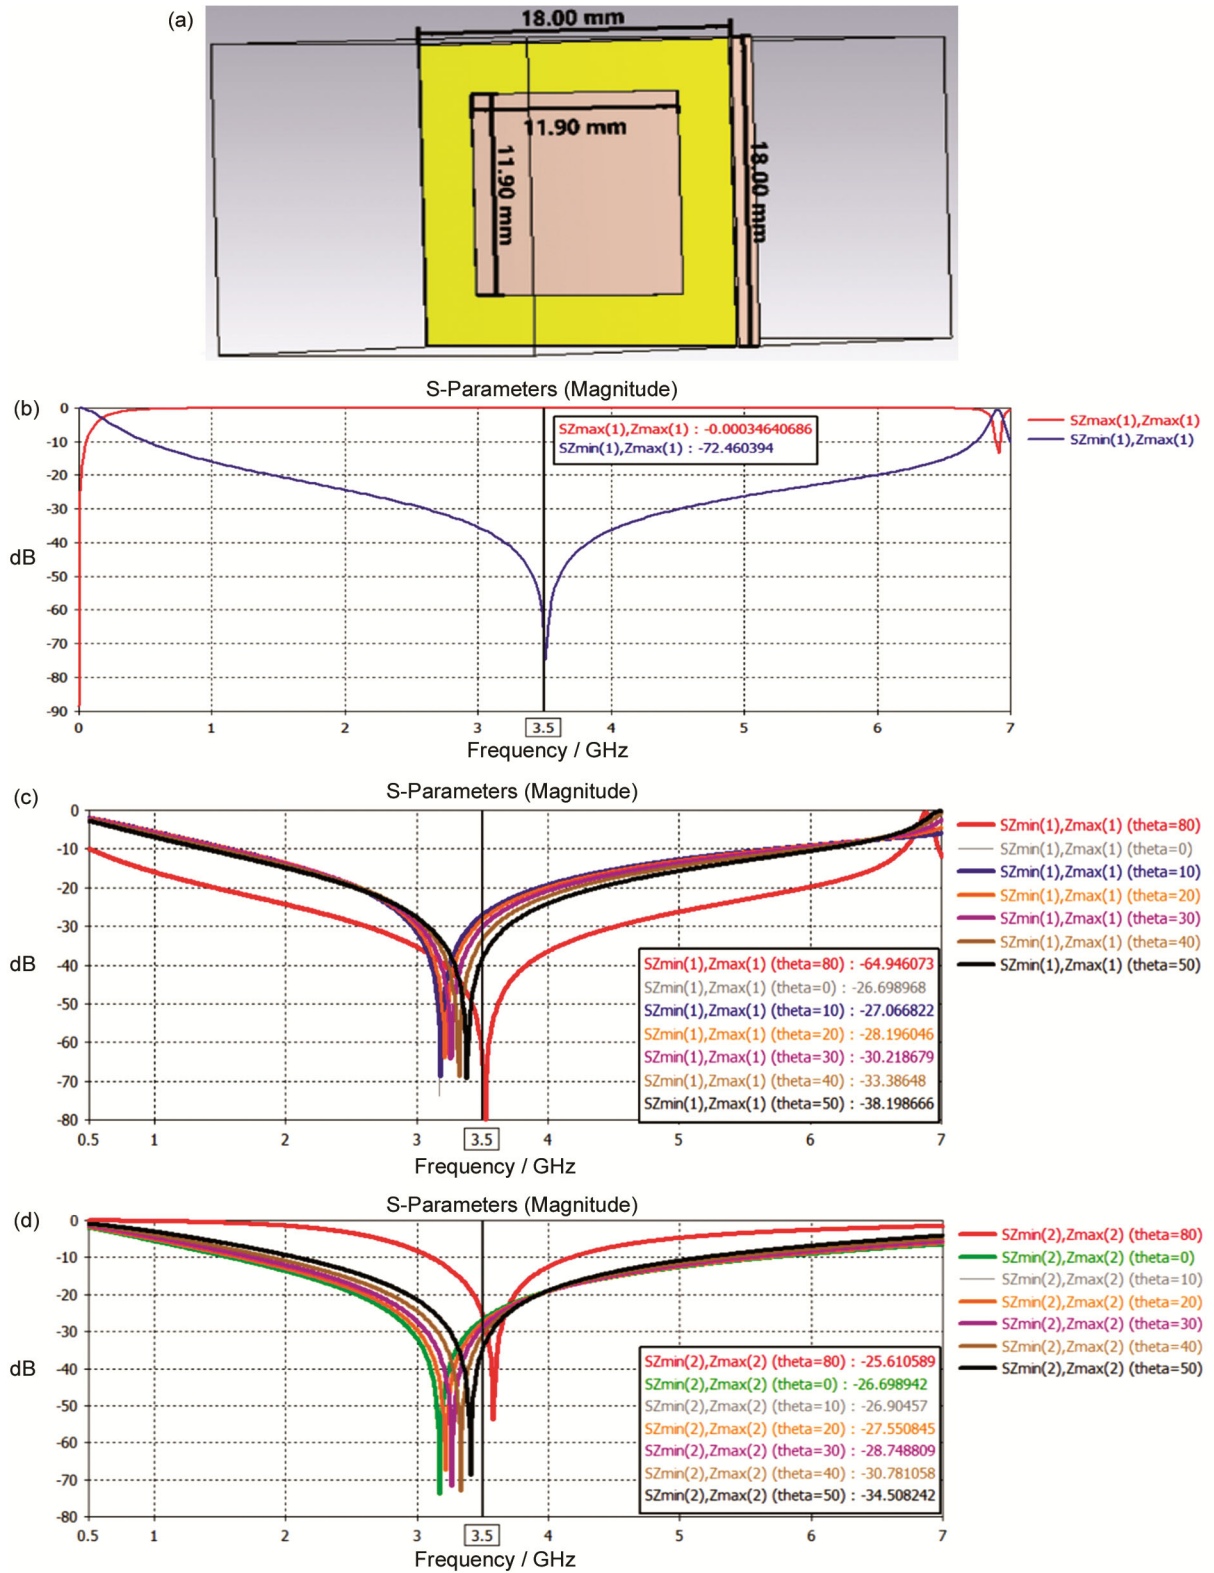 (a)
18.00 mm
11.90 mm
11.90 mm
18.00 mm
S-Parameters (Magnitude)
(b)
0
-10
-20
-30
-40
-50
-60
-70
-80
-90
dB
SZmax(1),Zmax(1) : -0.00034640686
SZmin(1),Zmax(1) : -72.460394
SZmax(1),Zmax(1)
SZmin(1),Zmax(1)
0 1 2 3 3.5 4 5 6 7
Frequency / GHz
(c)
S-Parameters (Magnitude)
0
-10
-20
-30
-40
-50
-60
-70
-80
dB
SZmin(1),Zmax(1) (theta=80)
SZmin(1),Zmax(1) (theta=0)
SZmin(1),Zmax(1) (theta=10)
SZmin(1),Zmax(1) (theta=20)
SZmin(1),Zmax(1) (theta=30)
SZmin(1),Zmax(1) (theta=40)
SZmin(1),Zmax(1) (theta=50)
SZmin(1),Zmax(1) (theta=80) : -64.946073
SZmin(1),Zmax(1) (theta=0) : -26.698968
SZmin(1),Zmax(1) (theta=10) : -27.066822
SZmin(1),Zmax(1) (theta=20) : -28.196046
SZmin(1),Zmax(1) (theta=30) : -30.218679
SZmin(1),Zmax(1) (theta=40) : -33.38648
SZmin(1),Zmax(1) (theta=50) : -38.198666
0.5 1 2 3 3.5 4 5 6 7
Frequency / GHz
S-Parameters (Magnitude)
(d)
0
-10
-20
-30
-40
-50
-60
-70
-80
dB
SZmin(2),Zmax(2) (theta=80)
SZmin(2),Zmax(2) (theta=0)
SZmin(2),Zmax(2) (theta=10)
SZmin(2),Zmax(2) (theta=20)
SZmin(2),Zmax(2) (theta=30)
SZmin(2),Zmax(2) (theta=40)
SZmin(2),Zmax(2) (theta=50)
SZmin(2),Zmax(2) (theta=80) : -25.610589
SZmin(2),Zmax(2) (theta=0) : -26.698942
SZmin(2),Zmax(2) (theta=10) : -26.90457
SZmin(2),Zmax(2) (theta=20) : -27.550845
SZmin(2),Zmax(2) (theta=30) : -28.748809
SZmin(2),Zmax(2) (theta=40) : -30.781058
SZmin(2),Zmax(2) (theta=50) : -34.508242
0.5 1 2 3 3.5 4 5 6 7
Frequency / GHz